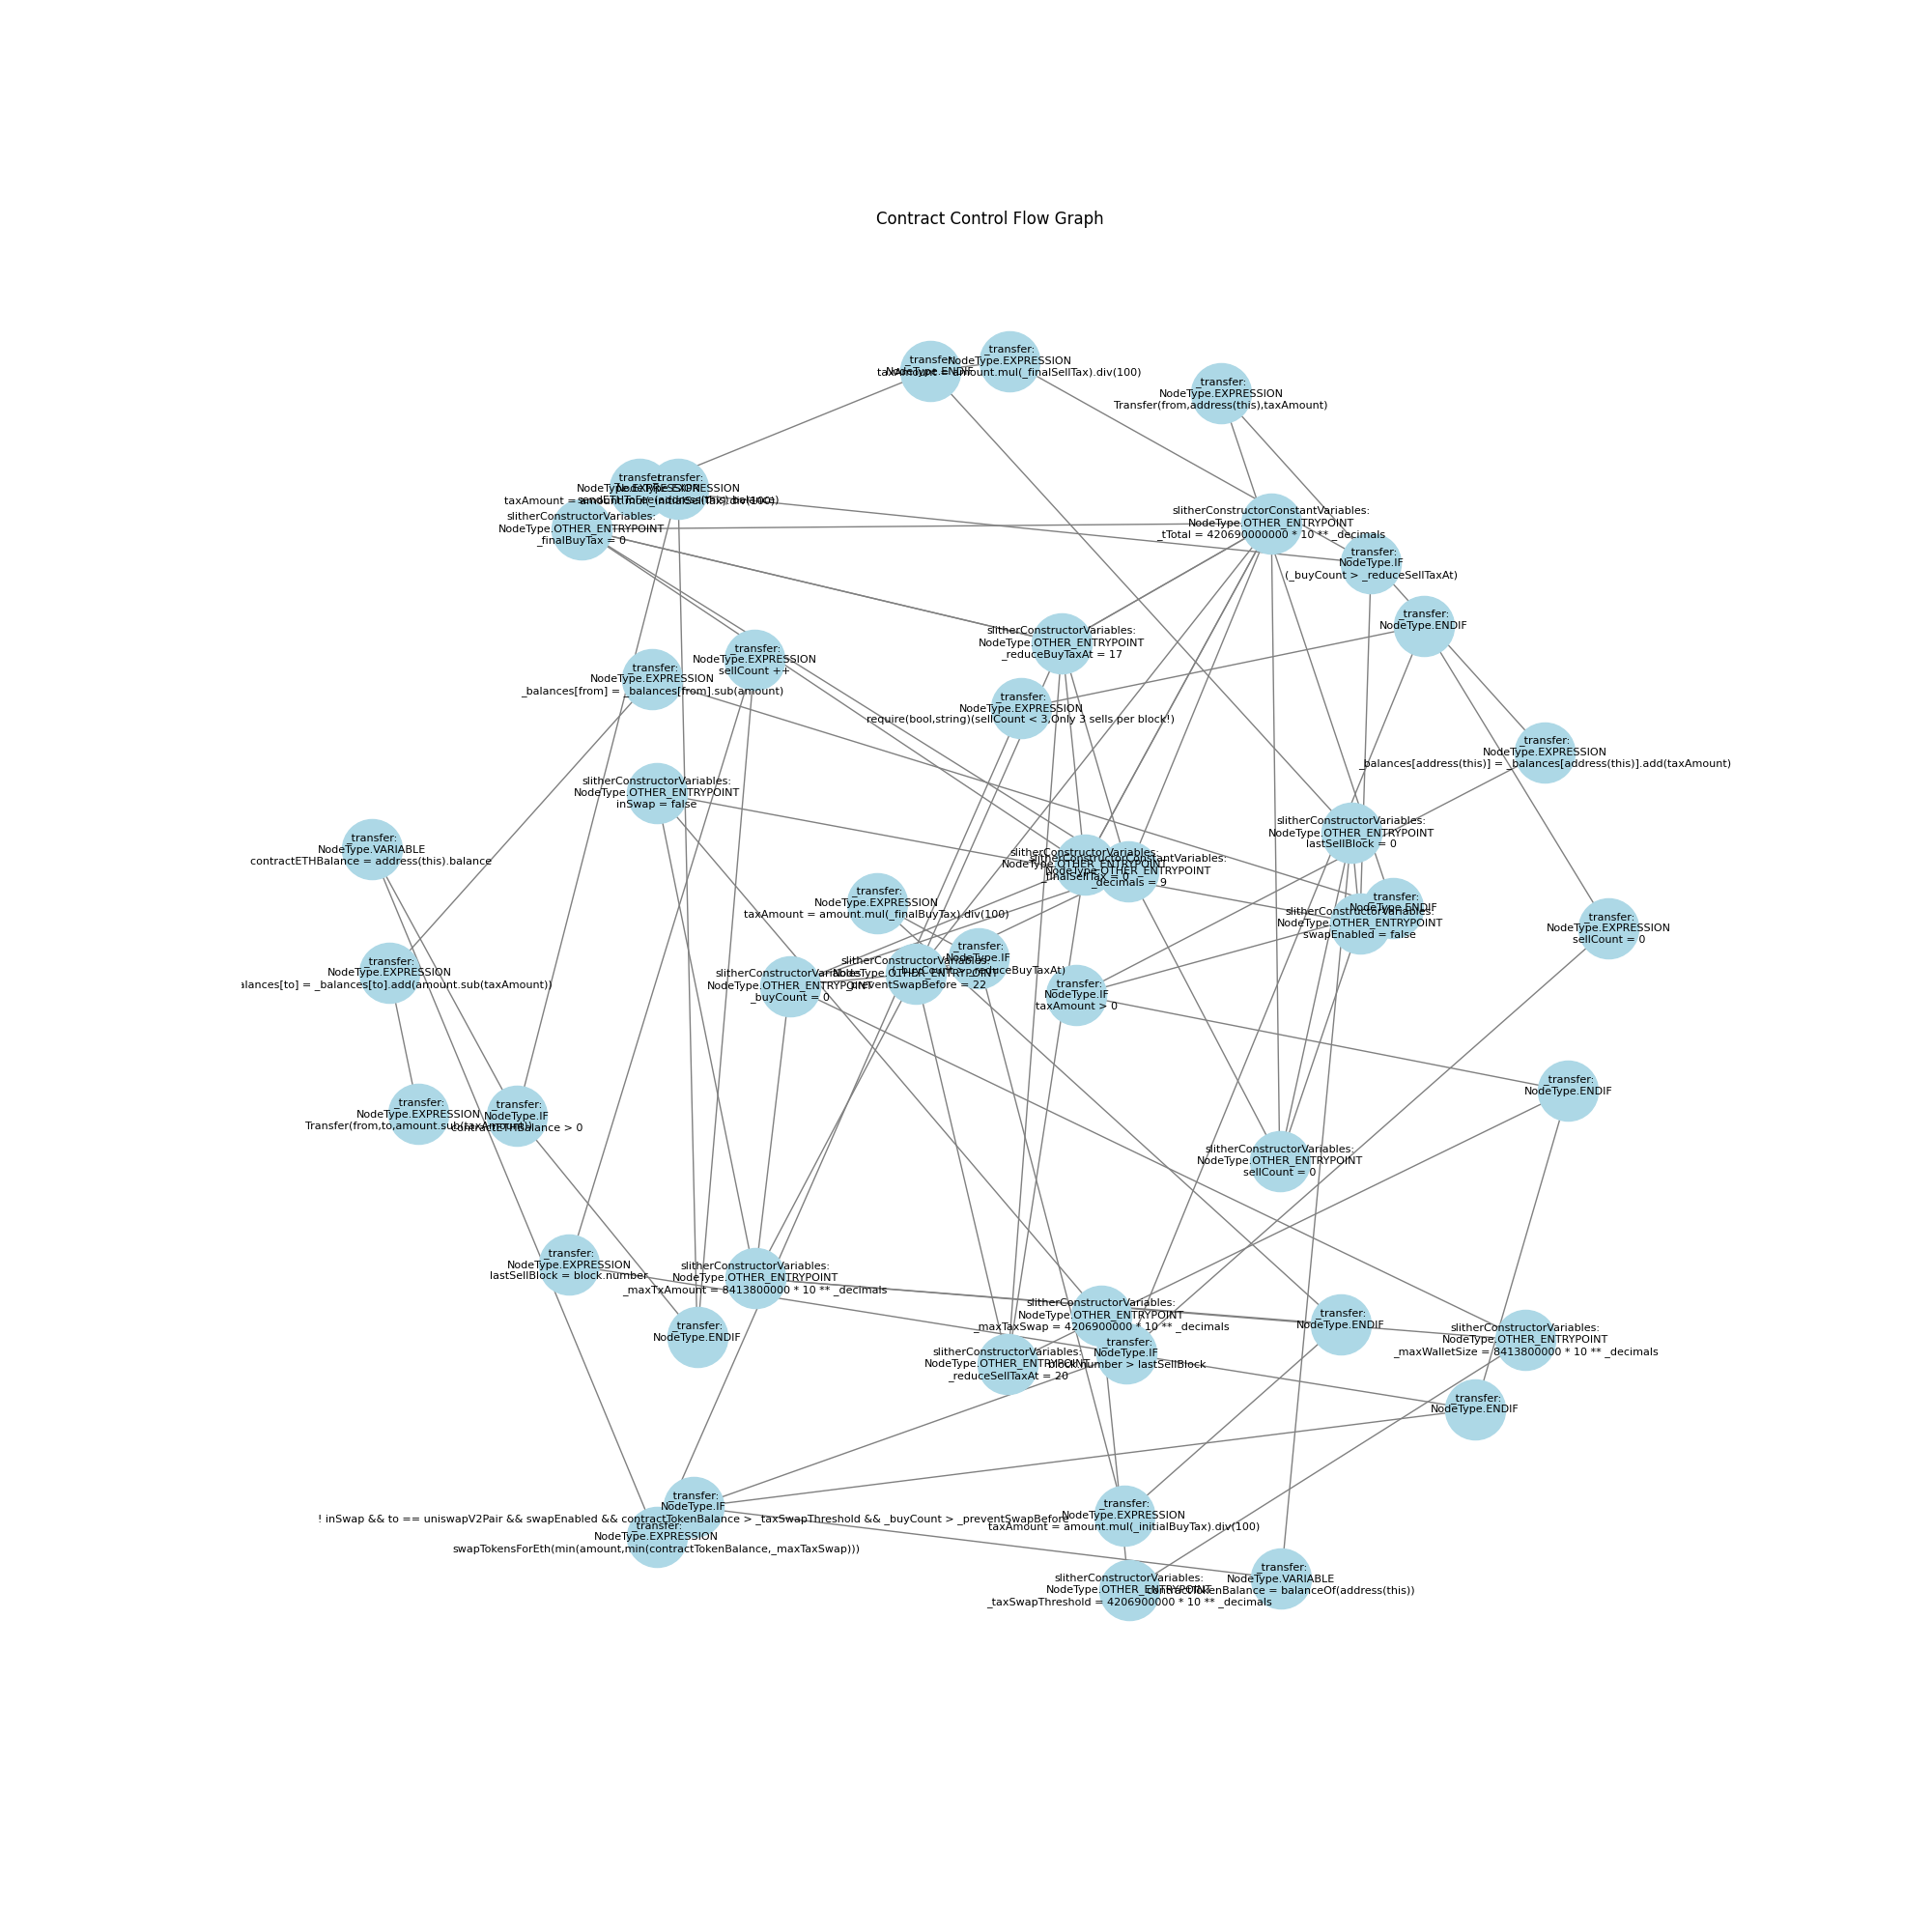 Contract Control Flow Graph
_transfer:
NodeType.ENDIF
_transfer:
NodeType.EXPRESSION
taxAmount = amount.mul(_finalSellTax).div(100)
_transfer:
NodeType.EXPRESSION
Transfer(from,address(this),taxAmount)
_transfer:
NodeType.EXPRESSION
taxAmount = amount.mul(_initialSellTax).div(100)
_transfer:
NodeType.EXPRESSION
sendETHToFee(address(this).balance)
slitherConstructorVariables:
NodeType.OTHER_ENTRYPOINT
_finalBuyTax = 0
slitherConstructorConstantVariables:
NodeType.OTHER_ENTRYPOINT
_tTotal = 420690000000 * 10 ** _decimals
_transfer:
NodeType.IF
(_buyCount > _reduceSellTaxAt)
_transfer:
NodeType.ENDIF
slitherConstructorVariables:
NodeType.OTHER_ENTRYPOINT
_reduceBuyTaxAt = 17
_transfer:
NodeType.EXPRESSION
sellCount ++
_transfer:
NodeType.EXPRESSION
_balances[from] = _balances[from].sub(amount)
_transfer:
NodeType.EXPRESSION
require(bool,string)(sellCount < 3,Only 3 sells per block!)
_transfer:
NodeType.EXPRESSION
_balances[address(this)] = _balances[address(this)].add(taxAmount)
slitherConstructorVariables:
NodeType.OTHER_ENTRYPOINT
inSwap = false
slitherConstructorVariables:
NodeType.OTHER_ENTRYPOINT
lastSellBlock = 0
_transfer:
NodeType.VARIABLE
contractETHBalance = address(this).balance
slitherConstructorVariables:
NodeType.OTHER_ENTRYPOINT
_finalSellTax = 0
slitherConstructorConstantVariables:
NodeType.OTHER_ENTRYPOINT
_decimals = 9
_transfer:
NodeType.EXPRESSION
taxAmount = amount.mul(_finalBuyTax).div(100)
_transfer:
NodeType.ENDIF
slitherConstructorVariables:
NodeType.OTHER_ENTRYPOINT
swapEnabled = false
_transfer:
NodeType.EXPRESSION
sellCount = 0
_transfer:
NodeType.IF
(_buyCount > _reduceBuyTaxAt)
_transfer:
NodeType.EXPRESSION
alances[to] = _balances[to].add(amount.sub(taxAmount))
slitherConstructorVariables:
NodeType.OTHER_ENTRYPOINT
_preventSwapBefore = 22
slitherConstructorVariables:
NodeType.OTHER_ENTRYPOINT
_buyCount = 0
_transfer:
NodeType.IF
taxAmount > 0
_transfer:
NodeType.ENDIF
_transfer:
NodeType.EXPRESSION
Transfer(from,to,amount.sub(taxAmount))
_transfer:
NodeType.IF
contractETHBalance > 0
slitherConstructorVariables:
NodeType.OTHER_ENTRYPOINT
sellCount = 0
_transfer:
NodeType.EXPRESSION
lastSellBlock = block.number
slitherConstructorVariables:
NodeType.OTHER_ENTRYPOINT
_maxTxAmount = 8413800000 * 10 ** _decimals
_transfer:
NodeType.ENDIF
slitherConstructorVariables:
NodeType.OTHER_ENTRYPOINT
_maxTaxSwap = 4206900000 * 10 ** _decimals
_transfer:
NodeType.ENDIF
slitherConstructorVariables:
NodeType.OTHER_ENTRYPOINT
_maxWalletSize = 8413800000 * 10 ** _decimals
_transfer:
NodeType.IF
block.number > lastSellBlock
slitherConstructorVariables:
NodeType.OTHER_ENTRYPOINT
_reduceSellTaxAt = 20
_transfer:
NodeType.ENDIF
_transfer:
NodeType.IF
! inSwap && to == uniswapV2Pair && swapEnabled && contractTokenBalance > _taxSwapThreshold && _buyCount > _preventSwapBefore
_transfer:
NodeType.EXPRESSION
taxAmount = amount.mul(_initialBuyTax).div(100)
_transfer:
NodeType.EXPRESSION
swapTokensForEth(min(amount,min(contractTokenBalance,_maxTaxSwap)))
slitherConstructorVariables:
NodeType.OTHER_ENTRYPOINT
_taxSwapThreshold = 4206900000 * 10 ** _decimals
_transfer:
NodeType.VARIABLE
contractTokenBalance = balanceOf(address(this))